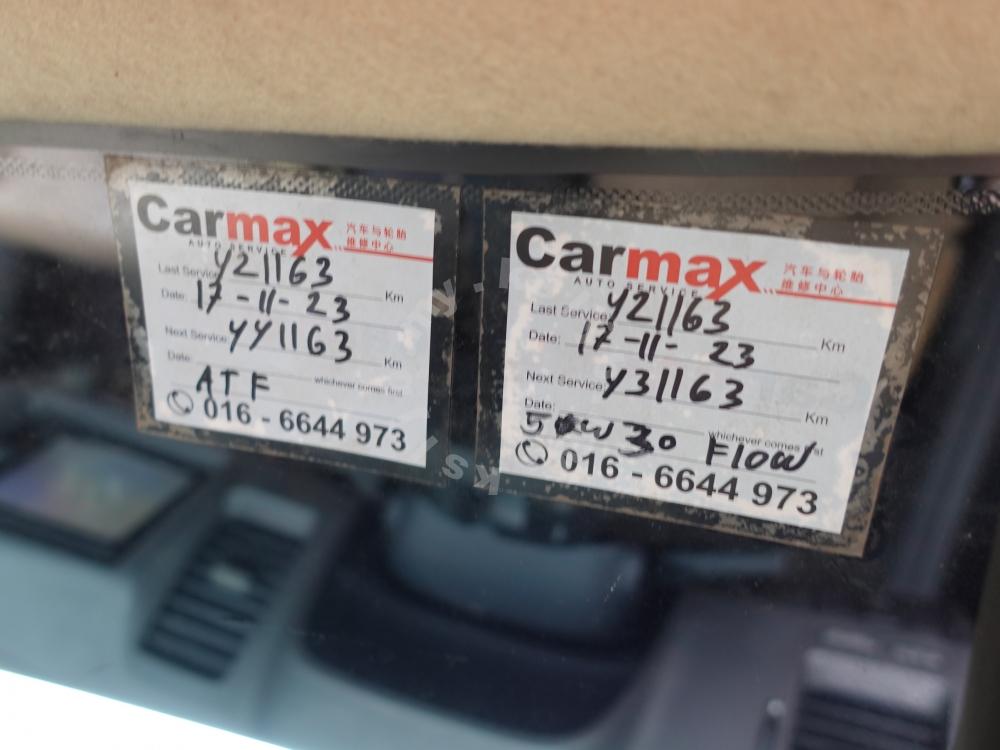 Carmax
AUTO SERVICE
汽车与轮胎
维修中心
Last Service Y21163 Km
Date: 17-11-23
Next Service YY1163 Km
Date:
ATF whichever comes first
016 - 6644 973
Carmax
AUTO SERVICE
汽车与轮胎
维修中心
Last Service Y21163 Km
Date: 17-11-23
Next Service Y31163 Km
Date:
whichever comes first
5W30 Flow
016 - 6644 973